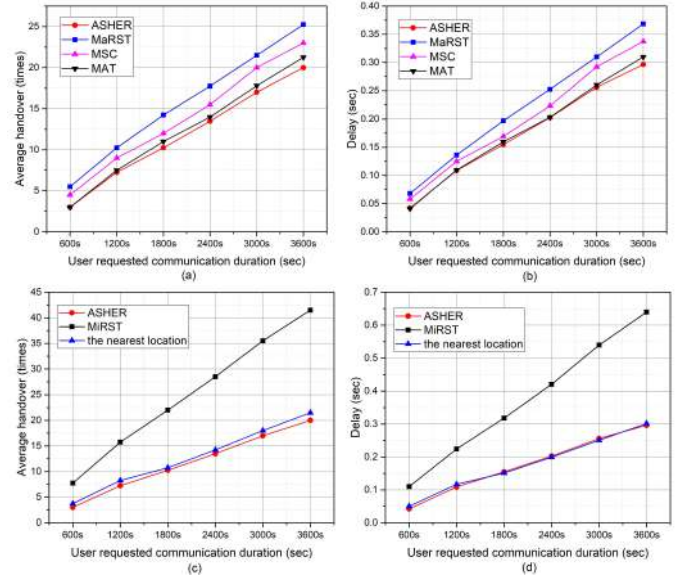 25
20
15
10
5
0
Average handover (times)
ASHER
MaRST
MSC
MAT
600s 1200s 1800s 2400s 3000s 3600s
User requested communication duration (sec)
(a)
0.40
0.35
0.30
0.25
0.20
0.15
0.10
0.05
0.00
Delay (sec)
ASHER
MaRST
MSC
MAT
600s 1200s 1800s 2400s 3000s 3600s
User requested communication duration (sec)
(b)
45
40
35
30
25
20
15
10
5
0
Average handover (times)
ASHER
MiRST
the nearest location
600s 1200s 1800s 2400s 3000s 3600s
User requested communication duration (sec)
(c)
0.7
0.6
0.5
0.4
0.3
0.2
0.1
0.0
Delay (sec)
ASHER
MiRST
the nearest location
600s 1200s 1800s 2400s 3000s 3600s
User requested communication duration (sec)
(d)